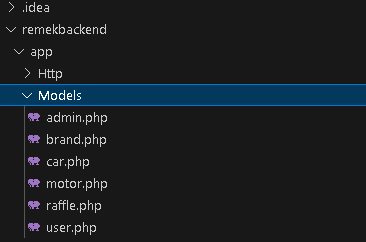 .idea
remekbackend
app
Http
Models
admin.php
brand.php
car.php
motor.php
raffle.php
user.php